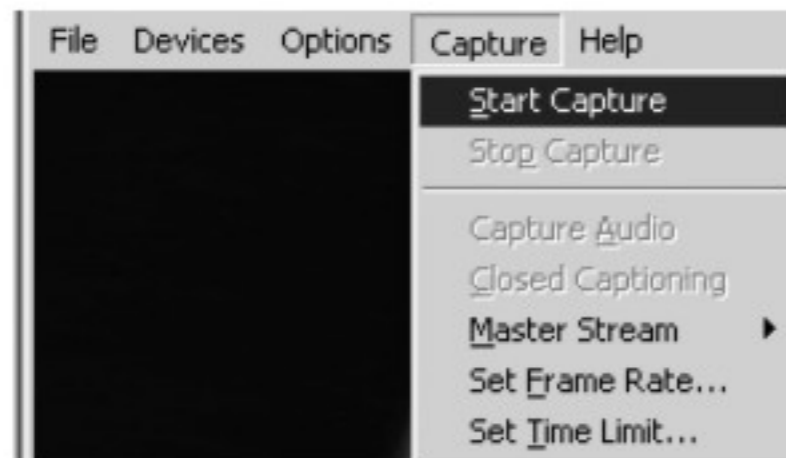 File Devices Options Capture Help
Start Capture
Stop Capture
Capture Audio
Closed Captioning
Master Stream
Set Frame Rate...
Set Time Limit...